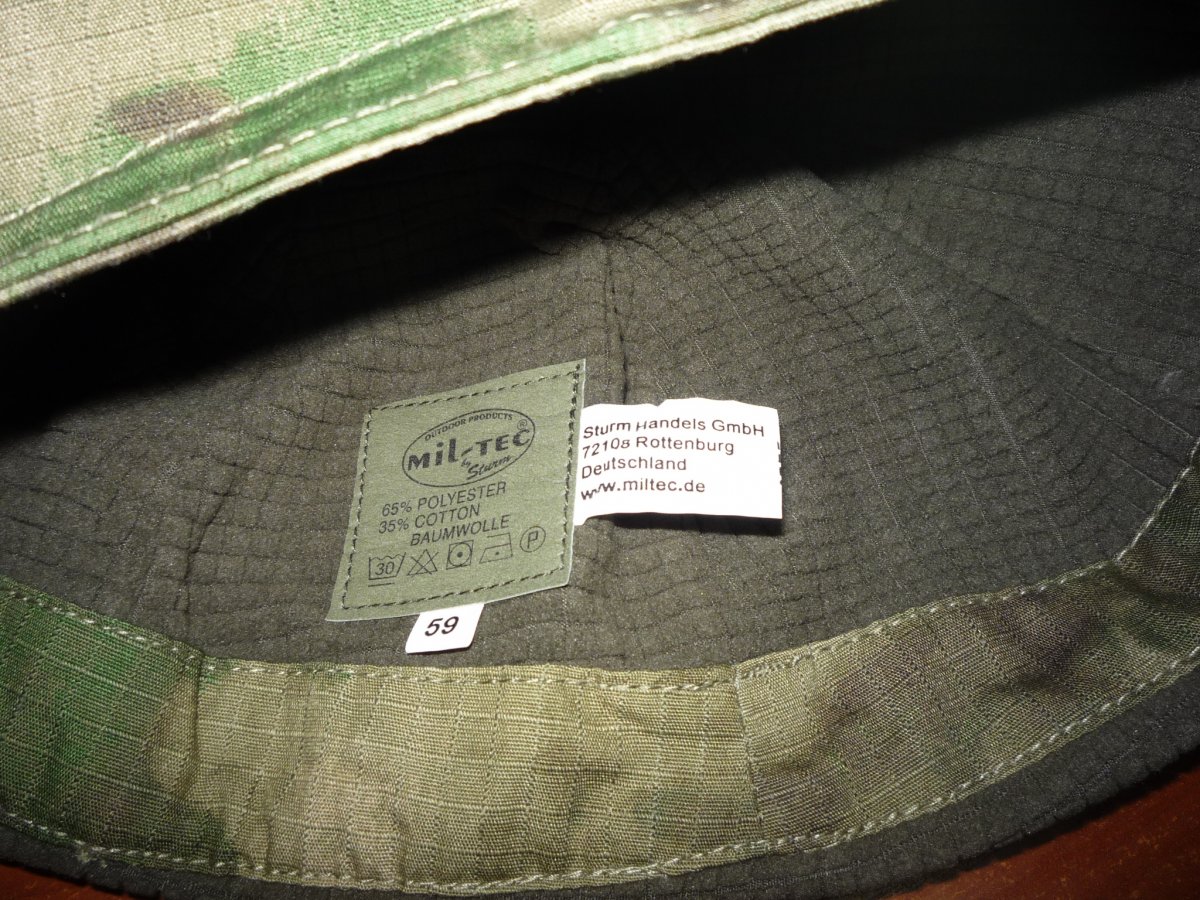 OUTDOOR PRODUCTS
MIL-TEC ®
by Sturm
65% POLYESTER
35% COTTON
BAUMWOLLE
30 P
59
Sturm Handels GmbH
72108 Rottenburg
Deutschland
www.miltec.de